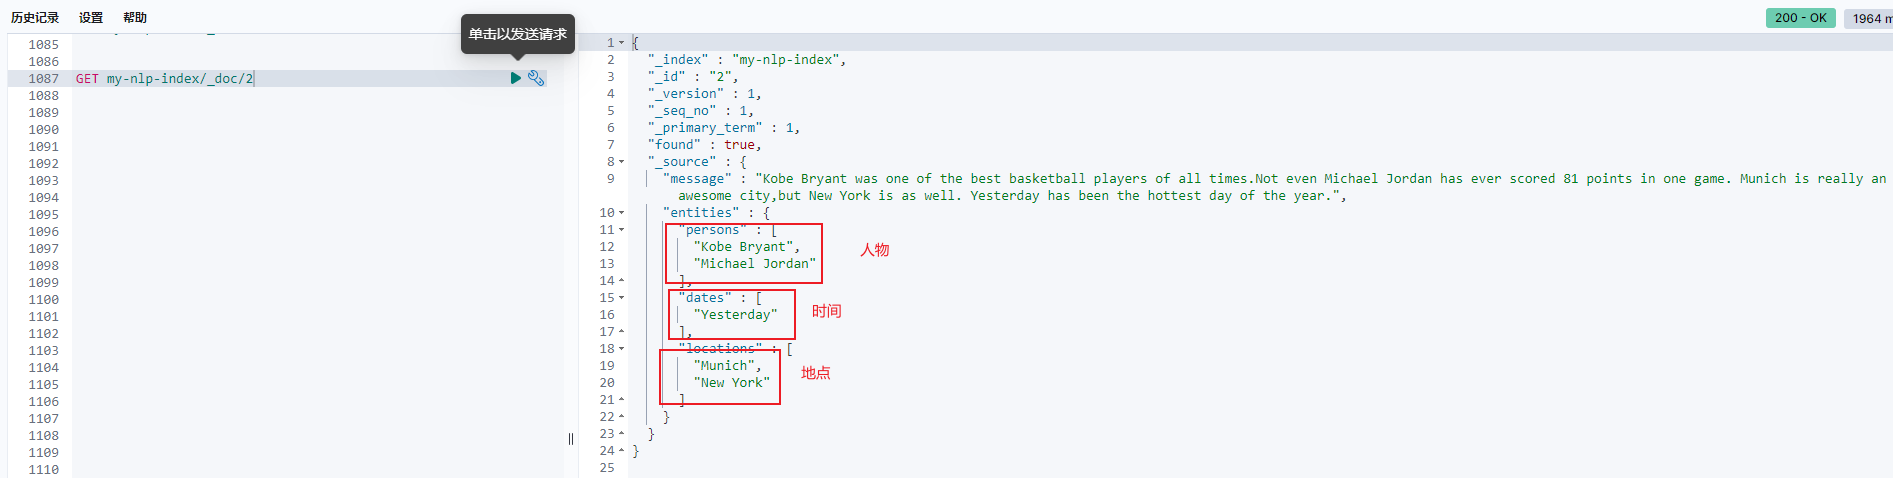 历史记录 设置 帮助
200 - OK
1964 m
单击以发送请求
1085
1086
1087 GET my-nlp-index/_doc/2
1088
1089
1090
1091
1092
1093
1094
1095
1096
1097
1098
1099
1100
1101
1102
1103
1104
1105
1106
1107
1108
1109
1110
1 {
2 "_index" : "my-nlp-index",
3 "_id" : "2",
4 "_version" : 1,
5 "_seq_no" : 1,
6 "_primary_term" : 1,
7 "found" : true,
8 "_source" : {
9 "message" : "Kobe Bryant was one of the best basketball players of all times.Not even Michael Jordan has ever scored 81 points in one game. Munich is really an
awesome city,but New York is as well. Yesterday has been the hottest day of the year.",
10 "entities" : {
11 "persons" : [
12 "Kobe Bryant",
13 "Michael Jordan"
14 ],
人物
15 "dates" : [
16 "Yesterday"
17 ],
时间
18 "locations" : [
19 "Munich",
20 "New York"
21 ]
地点
22 }
23 }
24 }
25